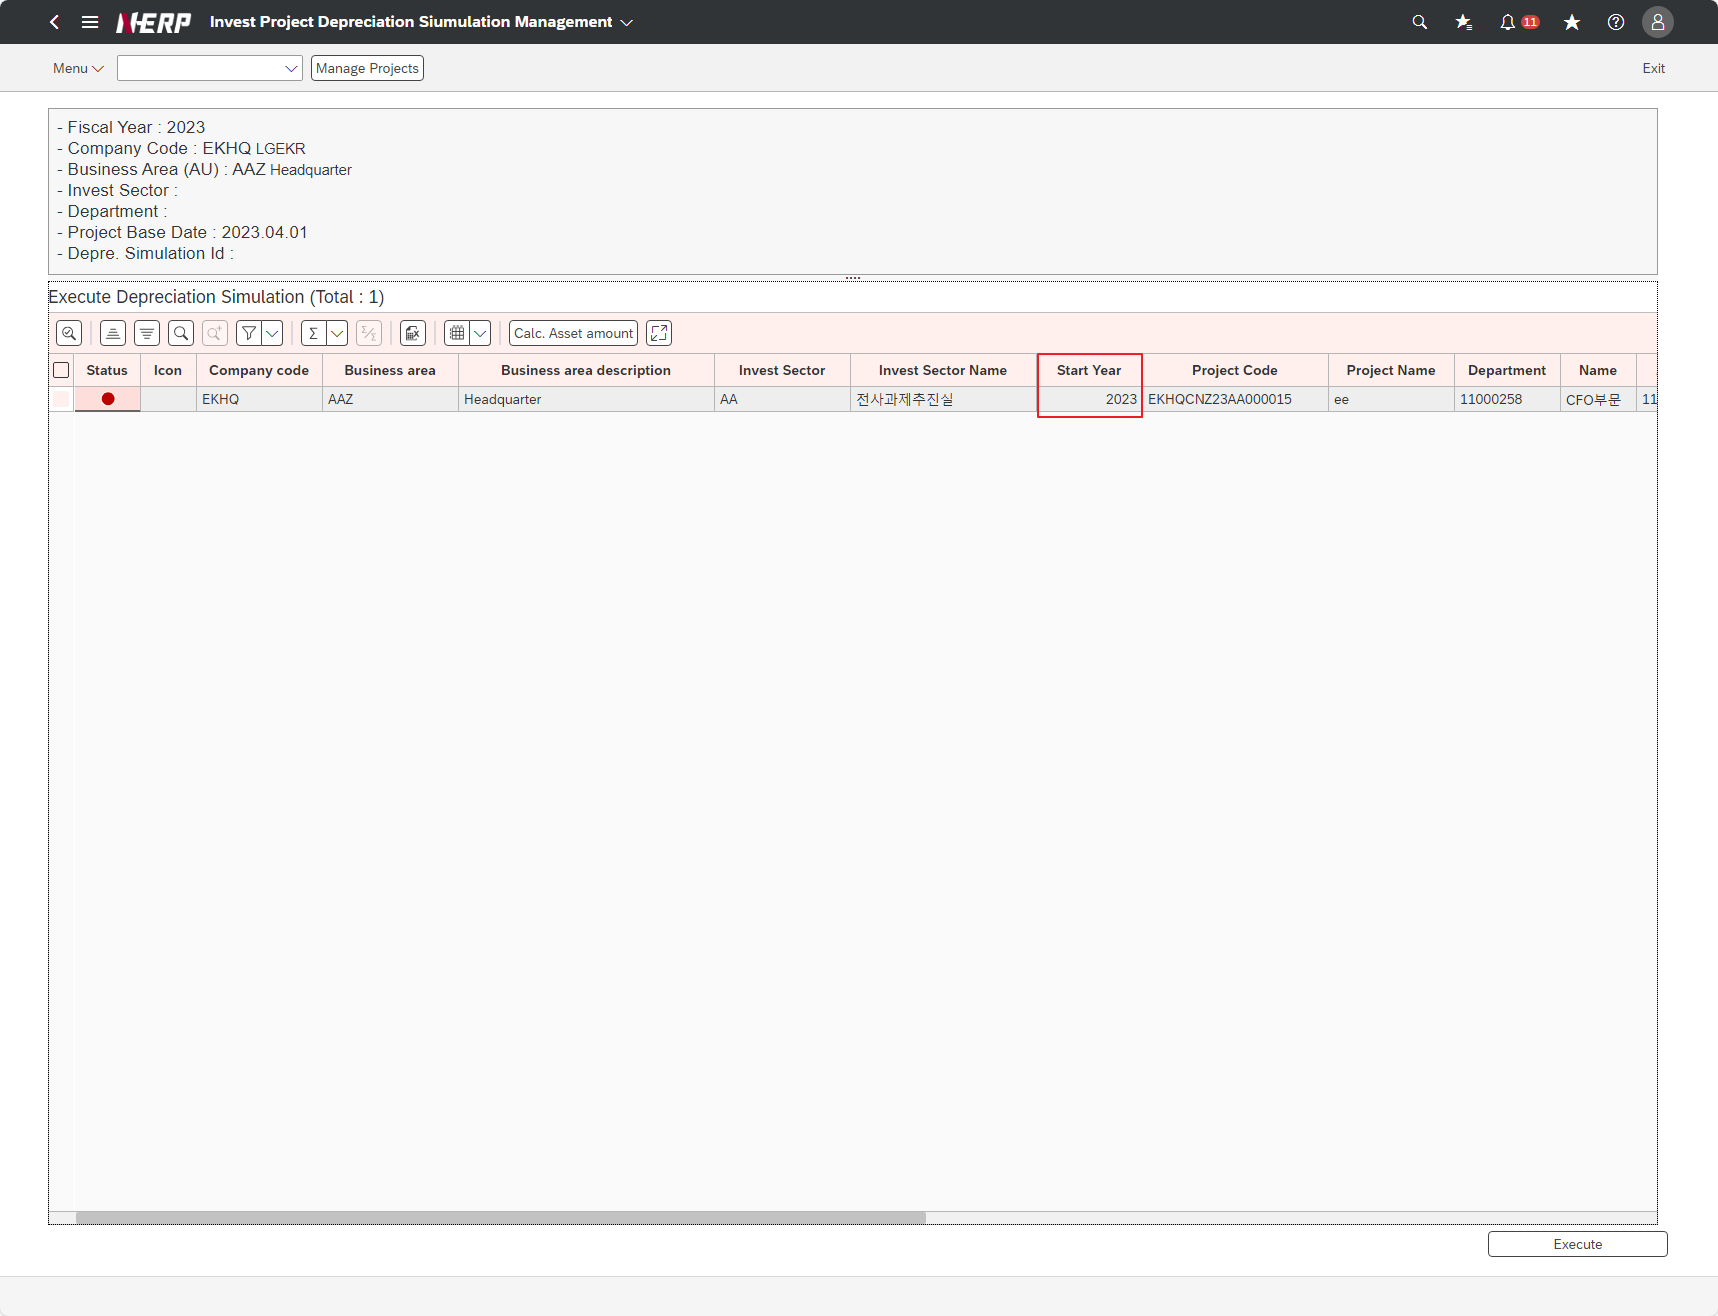 NERP Invest Project Depreciation Siumulation Management 11
Menu Manage Projects Exit
- Fiscal Year : 2023
- Company Code : EKHQ LGEKR
- Business Area (AU) : AAZ Headquarter
- Invest Sector :
- Department :
- Project Base Date : 2023.04.01
- Depre. Simulation Id :
Execute Depreciation Simulation (Total : 1)
Calc. Asset amount
Status Icon Company code Business area Business area description Invest Sector Invest Sector Name Start Year Project Code Project Name Department Name
EKHQ AAZ Headquarter AA 전사과제추진실 2023 EKHQCNZ23AA000015 ee 11000258 CFO부문 11
Execute